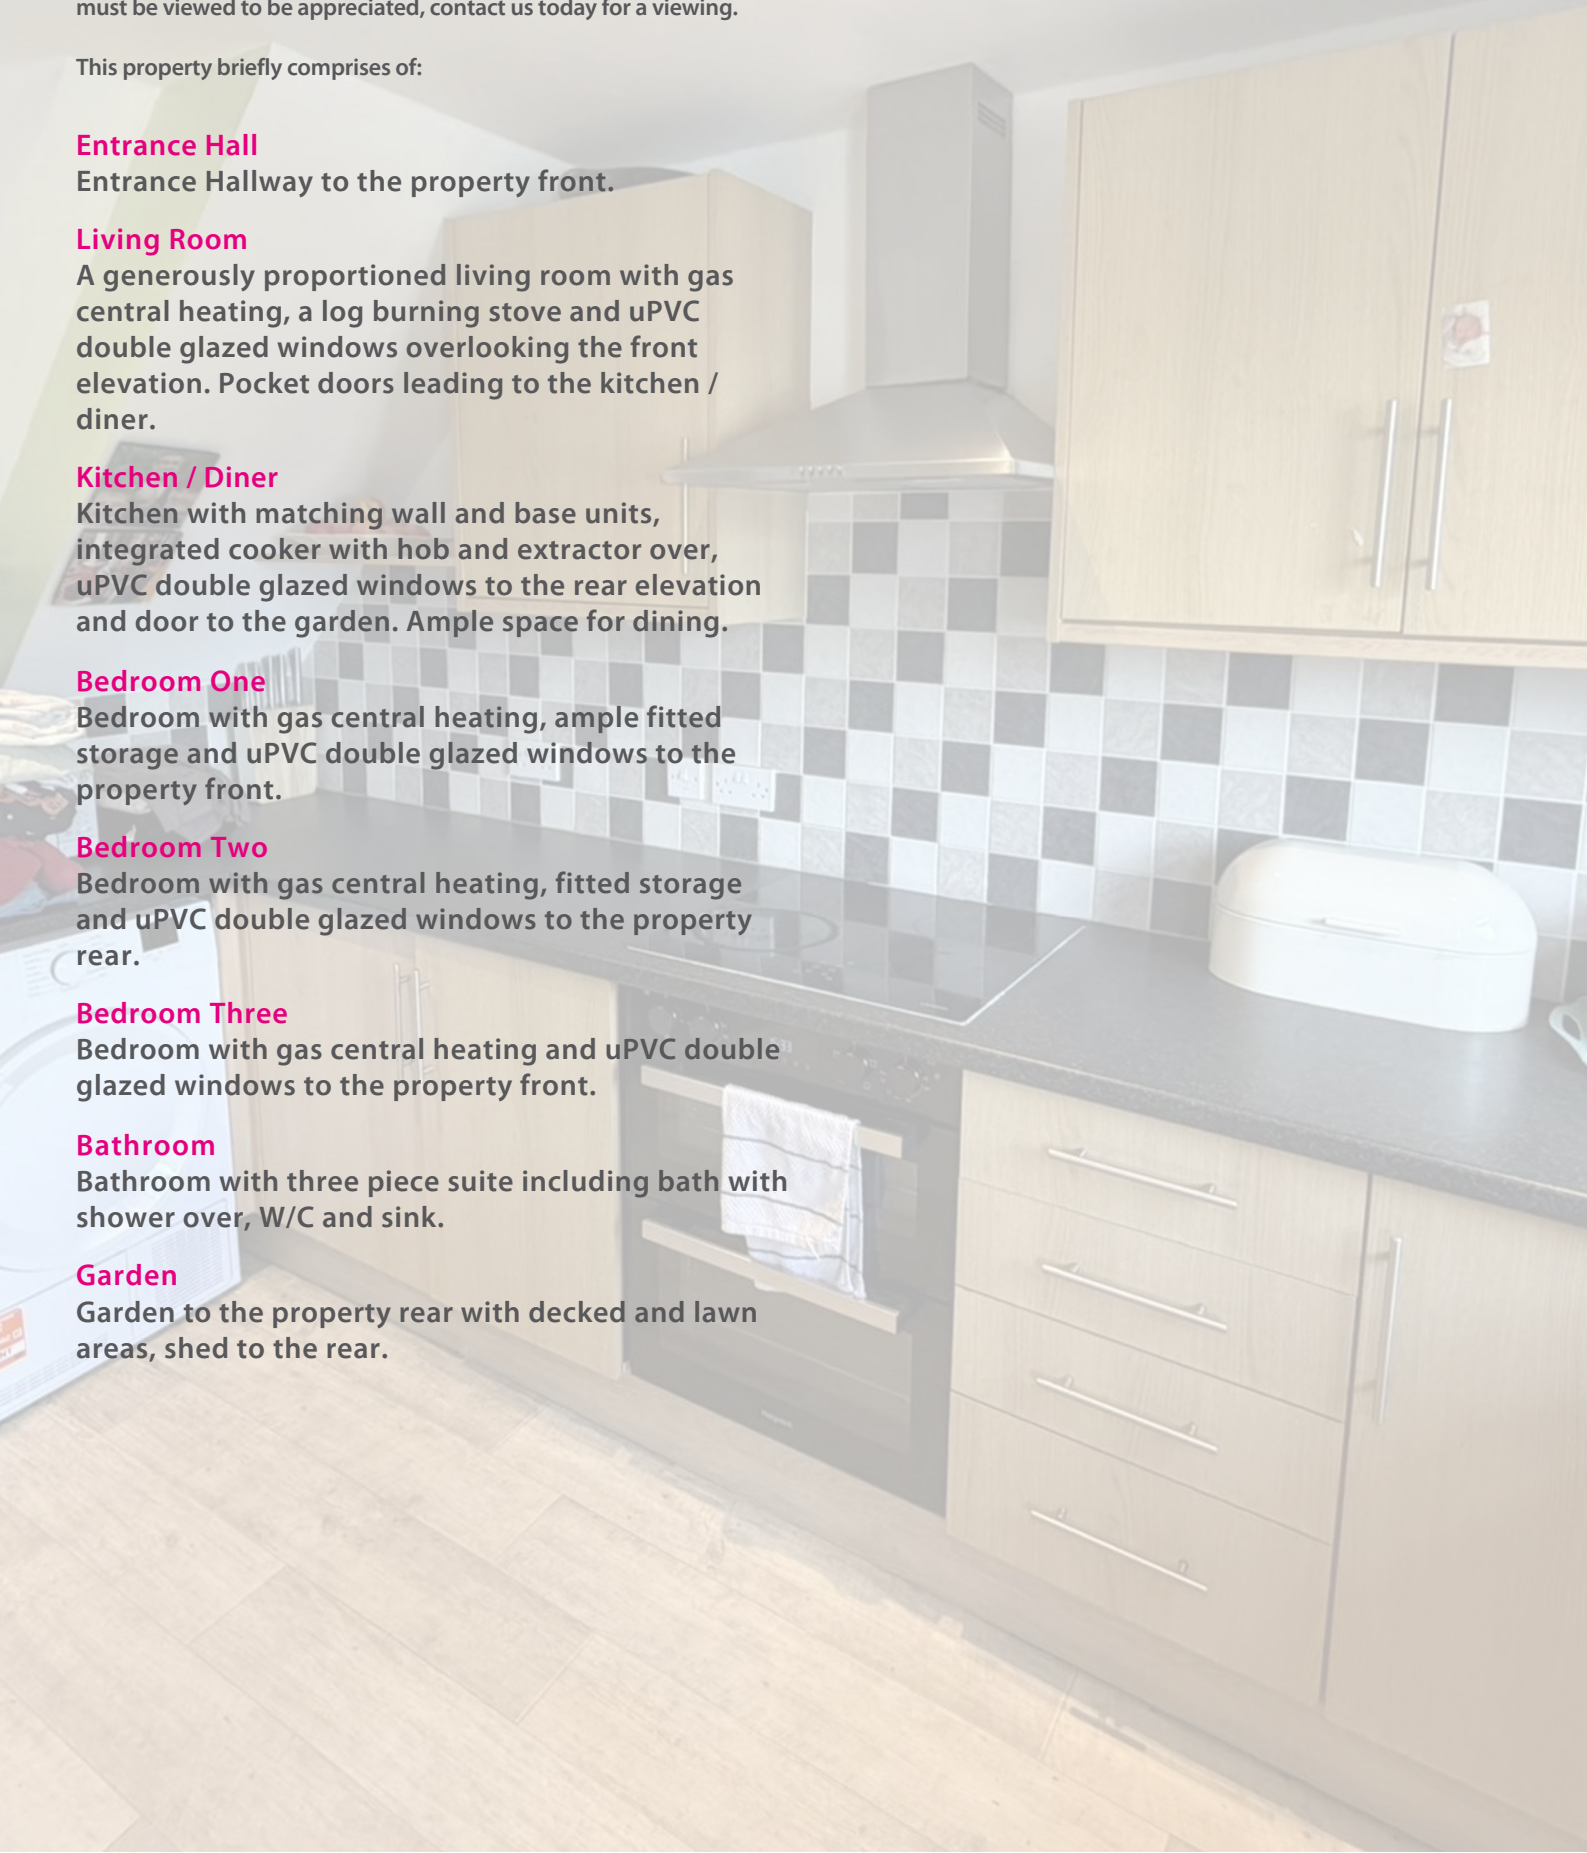 must be viewed to be appreciated, contact us today for a viewing.
This property briefly comprises of:
Entrance Hall
Entrance Hallway to the property front.
Living Room
A generously proportioned living room with gas
central heating, a log burning stove and uPVC
double glazed windows overlooking the front
elevation. Pocket doors leading to the kitchen /
diner.
Kitchen / Diner
Kitchen with matching wall and base units,
integrated cooker with hob and extractor over,
uPVC double glazed windows to the rear elevation
and door to the garden. Ample space for dining.
Bedroom One
Bedroom with gas central heating, ample fitted
storage and uPVC double glazed windows to the
property front.
Bedroom Two
Bedroom with gas central heating, fitted storage
and uPVC double glazed windows to the property
rear.
Bedroom Three
Bedroom with gas central heating and uPVC double
glazed windows to the property front.
Bathroom
Bathroom with three piece suite including bath with
shower over, W/C and sink.
Garden
Garden to the property rear with decked and lawn
areas, shed to the rear.